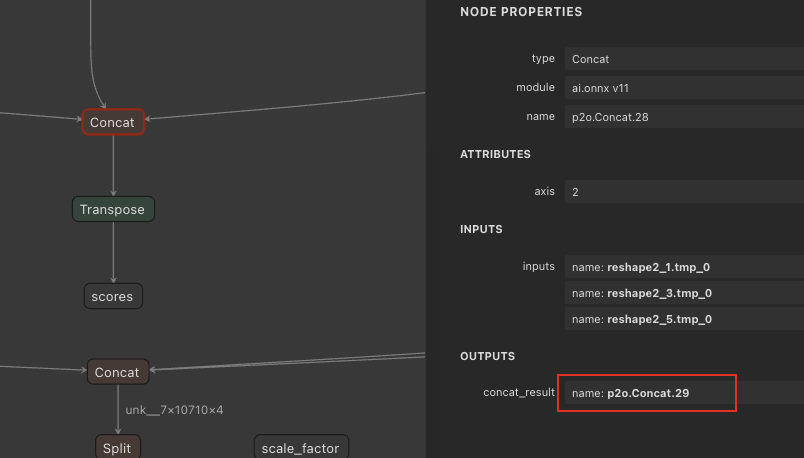 Concat
Transpose
scores
Concat
unk__7×10710×4
Split
scale_factor
NODE PROPERTIES
type Concat
module ai.onnx v11
name p2o.Concat.28
ATTRIBUTES
axis 2
INPUTS
inputs name: reshape2_1.tmp_0
name: reshape2_3.tmp_0
name: reshape2_5.tmp_0
OUTPUTS
concat_result name: p2o.Concat.29